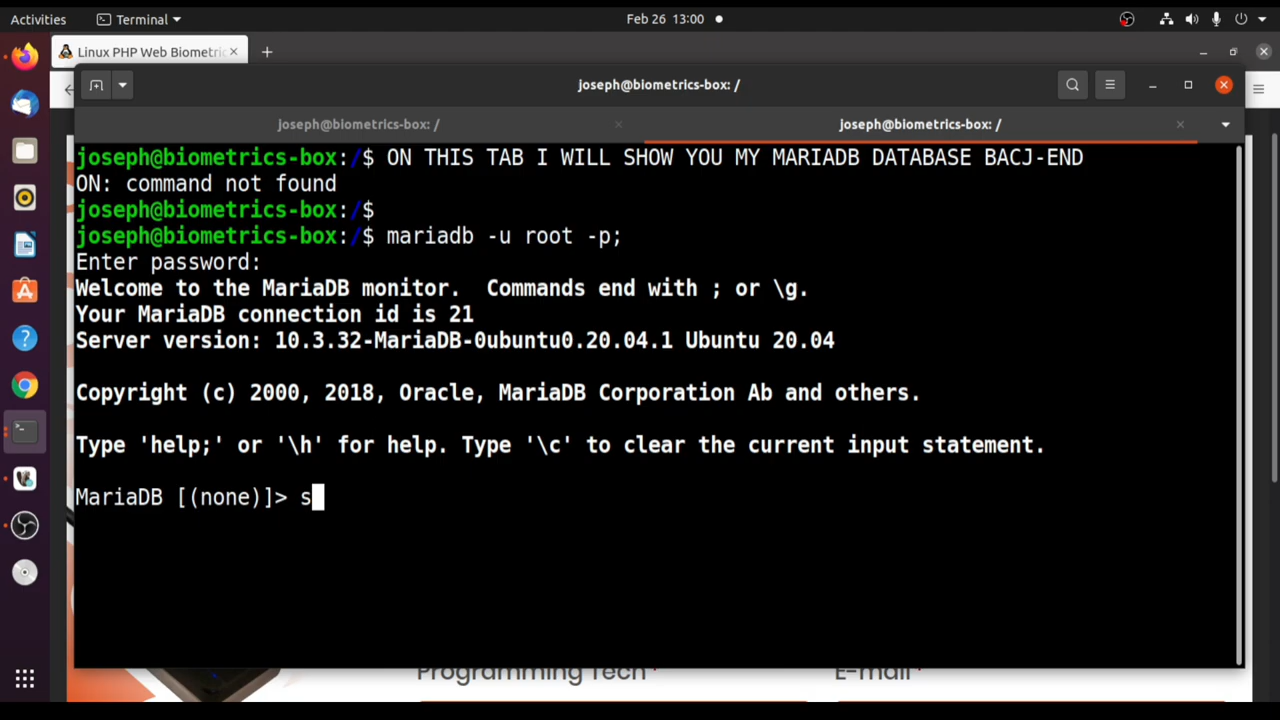 Activities
Terminal
Feb 26 13:00
Linux PHP Web Biometri
joseph@biometrics-box: /
joseph@biometrics-box: /
joseph@biometrics-box: /
joseph@biometrics-box:/$ ON THIS TAB I WILL SHOW YOU MY MARIADB DATABASE BACJ-END
ON: command not found
joseph@biometrics-box:/$
joseph@biometrics-box:/$ mariadb -u root -p;
Enter password:
Welcome to the MariaDB monitor.  Commands end with ; or \g.
Your MariaDB connection id is 21
Server version: 10.3.32-MariaDB-0ubuntu0.20.04.1 Ubuntu 20.04
Copyright (c) 2000, 2018, Oracle, MariaDB Corporation Ab and others.
Type 'help;' or '\h' for help. Type '\c' to clear the current input statement.
MariaDB [(none)]> s
Programming Tech *
E-mail *